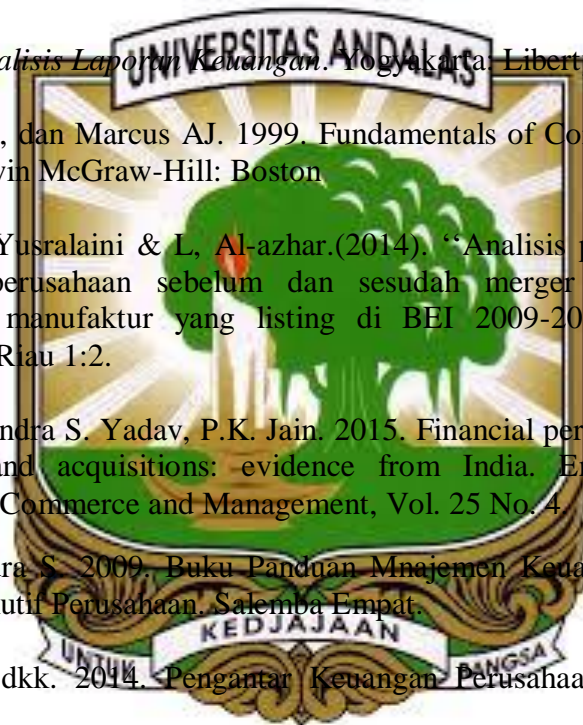 UNIVERSITAS ANDALAS
alisis Laporan Keuangan. Yogyakarta: Libert
, dan Marcus AJ. 1999. Fundamentals of Co
vin McGraw-Hill: Boston
Yusralaini & L, Al-azhar.(2014). “Analisis p
perusahaan sebelum dan sesudah merger
manufaktur yang listing di BEI 2009-20
Riau 1:2.
ndra S. Yadav, P.K. Jain. 2015. Financial per
and acquisitions: evidence from India. E
Commerce and Management, Vol. 25 No. 4.
ra S. 2009. Buku Panduan Mnajemen Keua
utif Perusahaan. Salemba Empat.
KEDJAJAAN
UNTUK BANGSA
dkk. 2014. Pengantar Keuangan Perusahaa